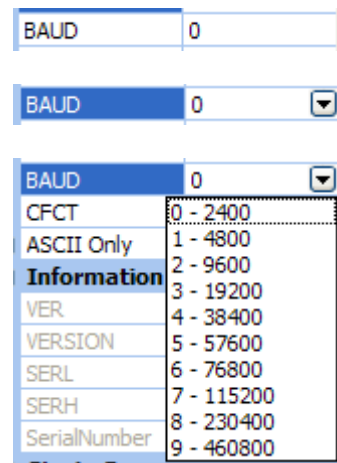 BAUD 0
BAUD 0
BAUD 0
CFCT 0 - 2400
ASCII Only 1 - 4800
Information 2 - 9600
3 - 19200
VER 4 - 38400
VERSION 5 - 57600
SERL 6 - 76800
SERH 7 - 115200
SerialNumber 8 - 230400
9 - 460800